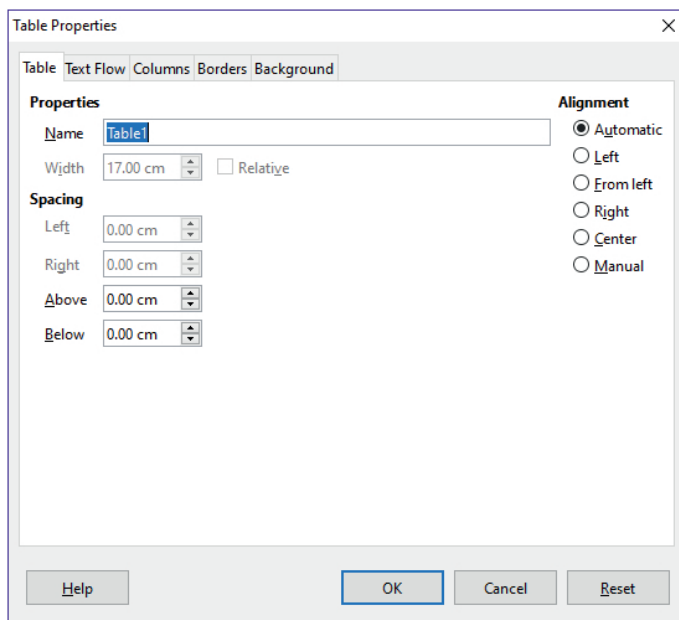 Table Properties
Table Text Flow Columns Borders Background
Properties
Name Table1
Width 17.00 cm Relative
Spacing
Left 0.00 cm
Right 0.00 cm
Above 0.00 cm
Below 0.00 cm
Alignment
Automatic
Left
From left
Right
Center
Manual
Help OK Cancel Reset